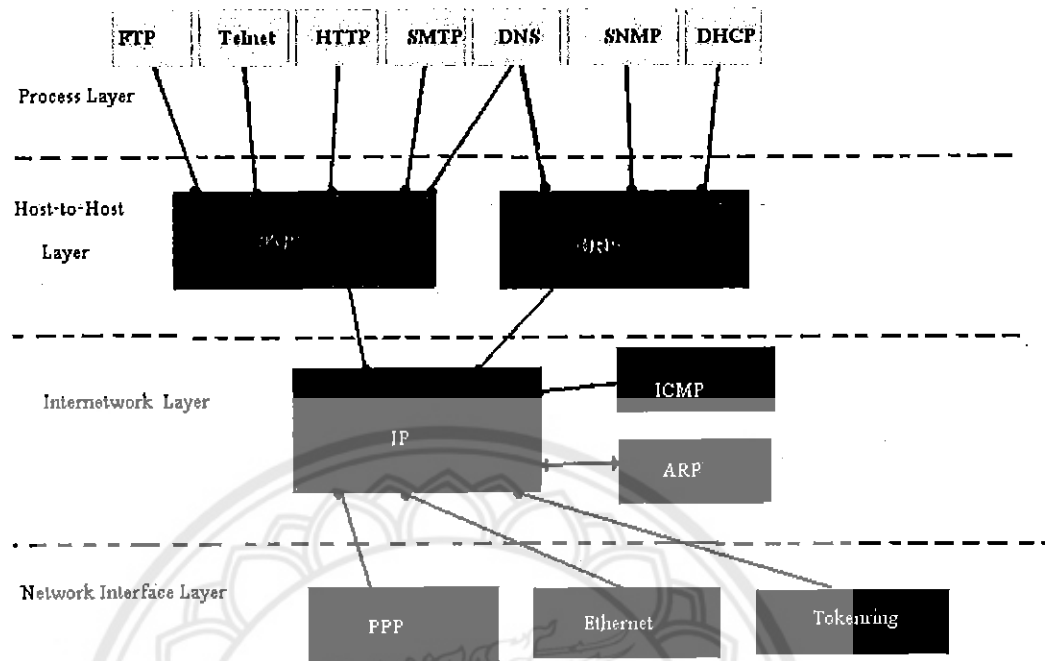 FTP
Telnet
HTTP
SMTP
DNS
SNMP
DHCP
Process Layer
Host-to-Host
Layer
Internetwork Layer
ICMP
IP
ARP
Network Interface Layer
PPP
Ethernet
Tokenring